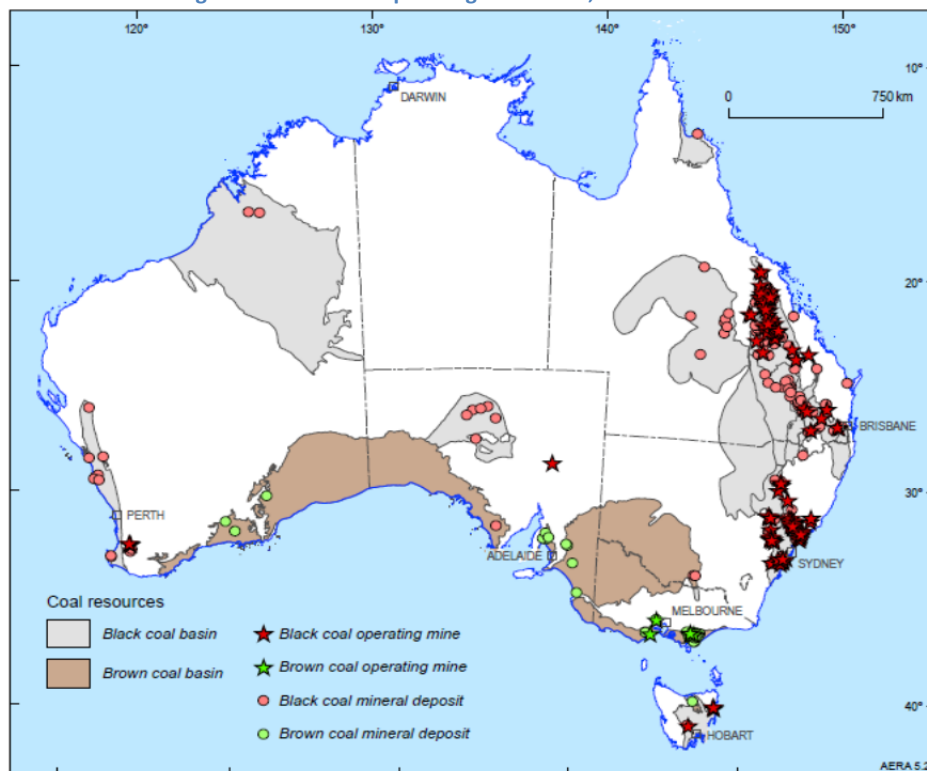 120°
130°
140°
150°
10°
DARWIN
0
750 km
20°
BRISBANE
30°
PERTH
ADELAIDE
SYDNEY
Coal resources
MELBOURNE
Black coal basin
Black coal operating mine
Brown coal basin
Brown coal operating mine
Black coal mineral deposit
40°
Brown coal mineral deposit
HOBART
AERA 5.2